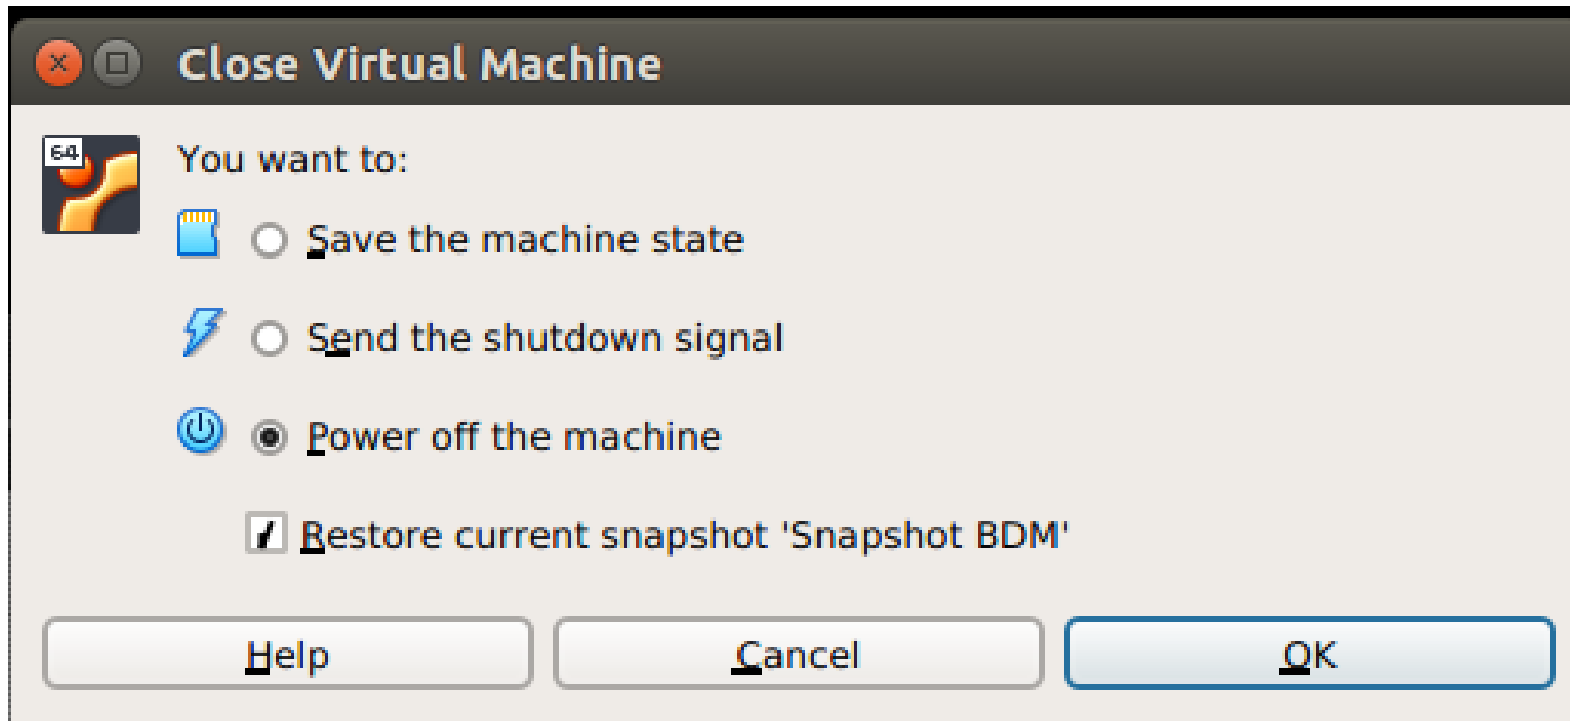 Close Virtual Machine
64
You want to:
Save the machine state
Send the shutdown signal
Power off the machine
Restore current snapshot 'Snapshot BDM'
Help
Cancel
OK